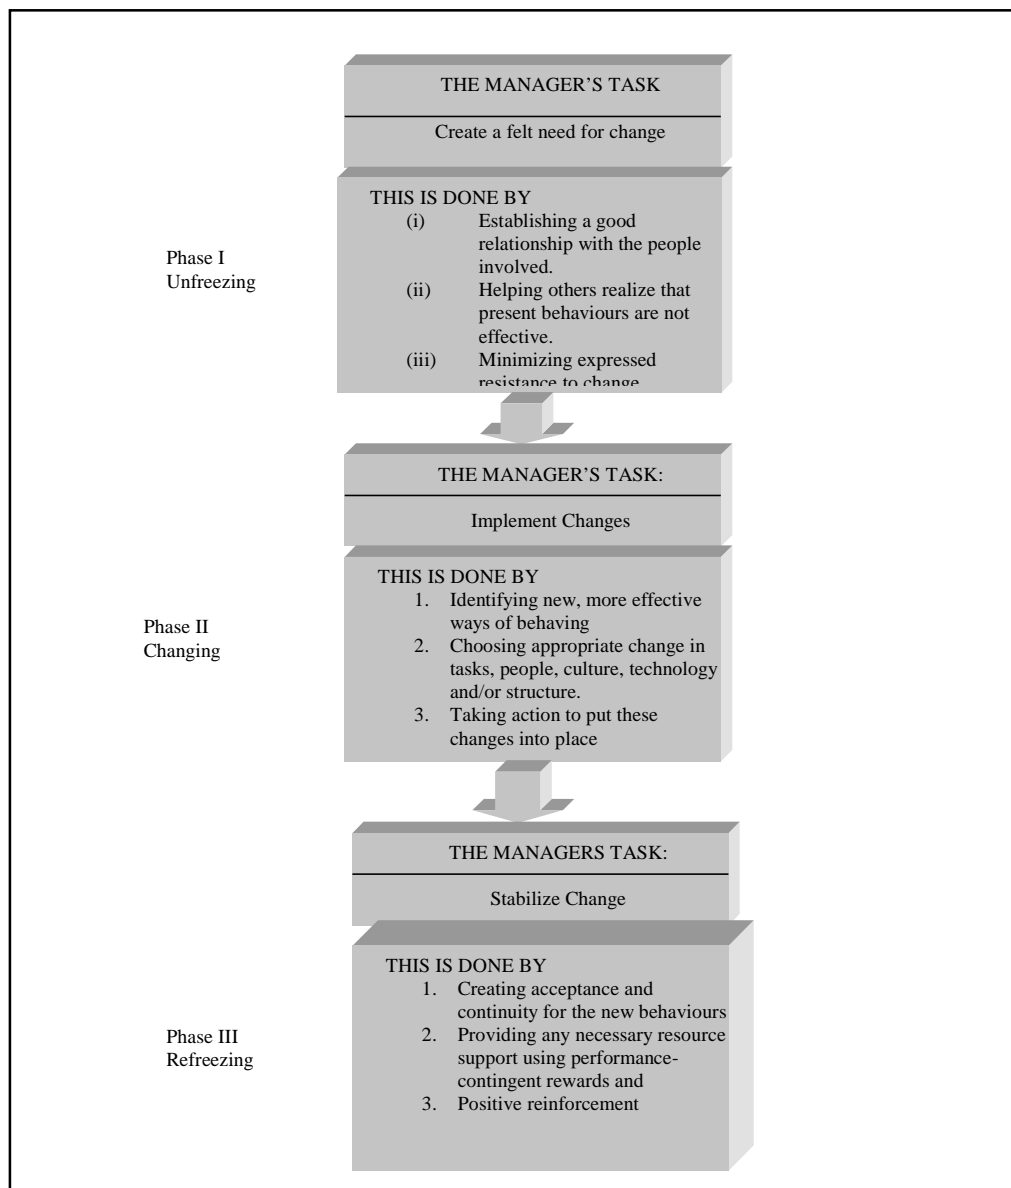 THE MANAGER’S TASK
Create a felt need for change
THIS IS DONE BY
(i) Establishing a good
relationship with the people
involved.
(ii) Helping others realize that
present behaviours are not
effective.
(iii) Minimizing expressed
resistance to change
Phase I
Unfreezing
THE MANAGER’S TASK:
Implement Changes
THIS IS DONE BY
1. Identifying new, more effective
ways of behaving
2. Choosing appropriate change in
tasks, people, culture, technology
and/or structure.
3. Taking action to put these
changes into place
Phase II
Changing
THE MANAGERS TASK:
Stabilize Change
THIS IS DONE BY
1. Creating acceptance and
continuity for the new behaviours
2. Providing any necessary resource
support using performance-
contingent rewards and
3. Positive reinforcement
Phase III
Refreezing